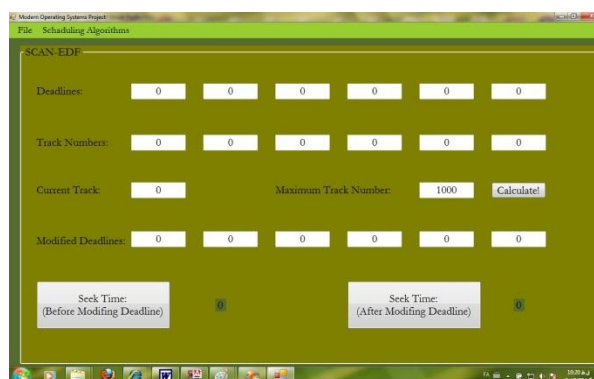 Modern Operating Systems Project
File Schaduling Algorithms
SCAN-EDF
Deadlines: 0 0 0 0 0 0
Track Numbers: 0 0 0 0 0 0
Current Track: 0 Maximum Track Number: 1000 Calculate!
Modified Deadlines: 0 0 0 0 0 0
Seek Time:
(Before Modifing Deadline) 0
Seek Time:
(After Modifing Deadline) 0